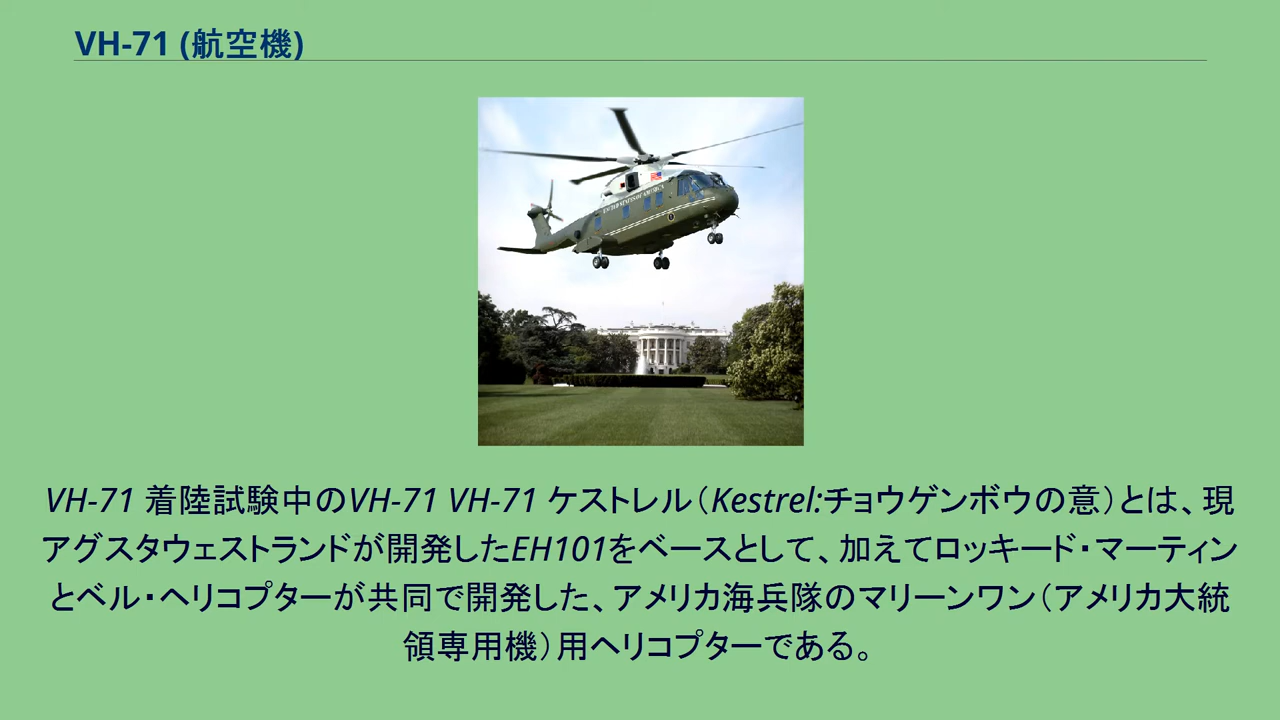 VH-71 (航空機)
UNITED STATES OF AMERICA
VH-71 着陸試験中のVH-71 VH-71 ケストレル（Kestrel:チョウゲンボウの意）とは、現
アグスタウェストランドが開発したEH101をベースとして、加えてロッキード・マーティン
とベル・ヘリコプターが共同で開発した、アメリカ海兵隊のマリーンワン（アメリカ大統
領専用機）用ヘリコプターである。